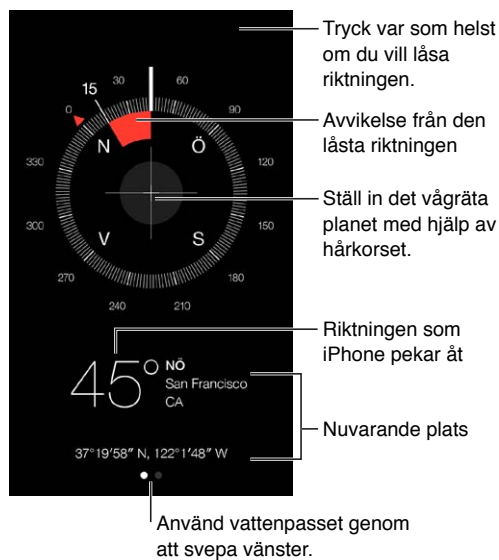 Tryck var som helst
om du vill låsa
riktningen.
15
30
60
0
90
Avvikelse från den
låsta riktningen
N
Ö
330
120
Ställ in det vågräta
planet med hjälp av
hårkorset.
300
150
V
S
270
180
240
210
Riktningen som
iPhone pekar åt
45°
NÖ
San Francisco
CA
Nuvarande plats
37°19′58″ N, 122°1′48″ W
Använd vattenpasset genom
att svepa vänster.